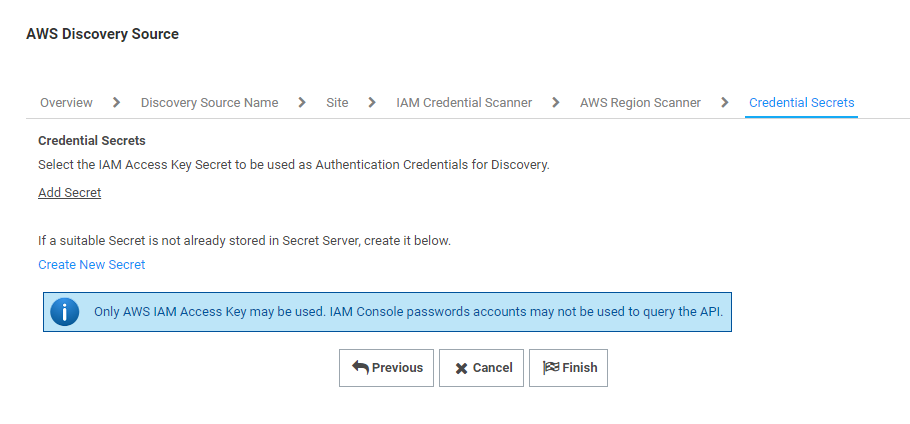 AWS Discovery Source
Overview > Discovery Source Name > Site > IAM Credential Scanner > AWS Region Scanner > Credential Secrets
Credential Secrets
Select the IAM Access Key Secret to be used as Authentication Credentials for Discovery.
Add Secret
If a suitable Secret is not already stored in Secret Server, create it below.
Create New Secret
Only AWS IAM Access Key may be used. IAM Console passwords accounts may not be used to query the API.
Previous Cancel Finish